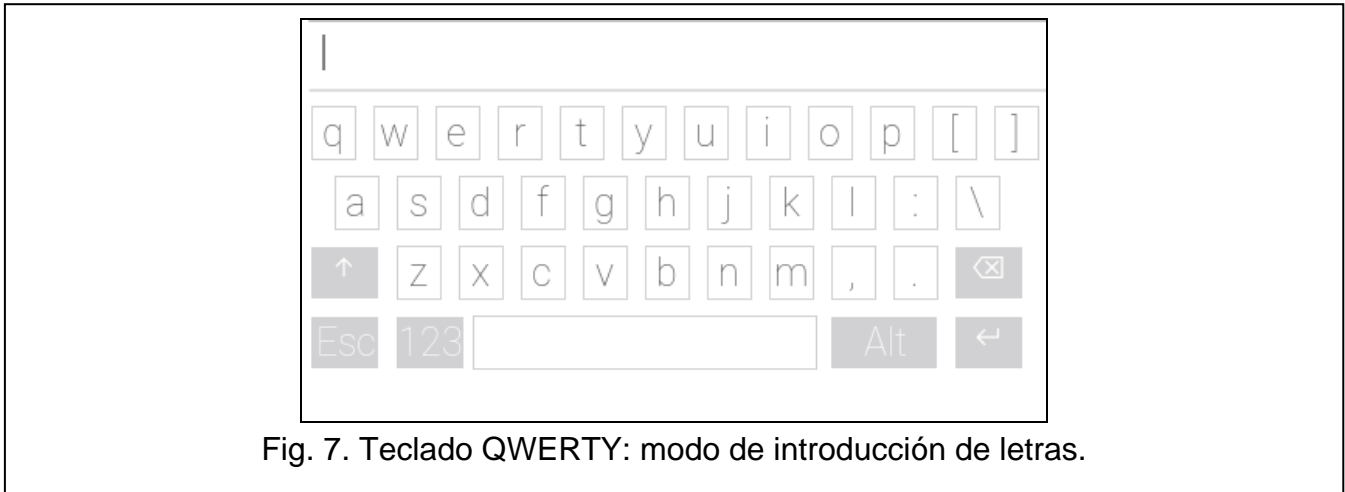 q w e r t y u i o p [ ]
a s d f g h j k l : \
↑ z x c v b n m , . ⌫
Esc 123 Alt ↵
Fig. 7. Teclado QWERTY: modo de introducción de letras.